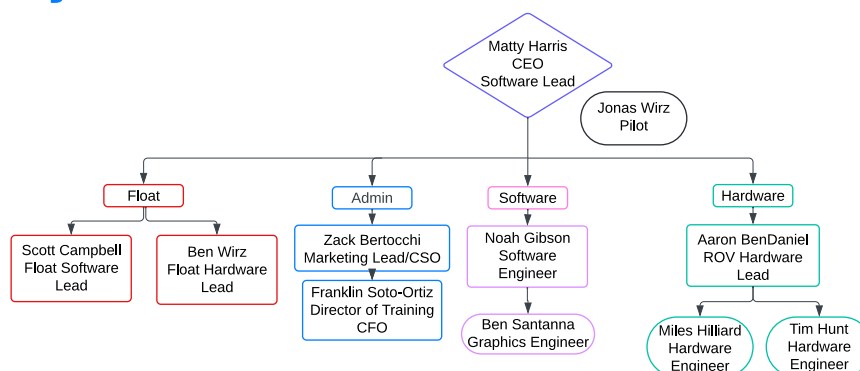 Matty Harris
CEO
Software Lead
Jonas Wirz
Pilot
Float
Admin
Software
Hardware
Scott Campbell
Float Software
Lead
Ben Wirz
Float Hardware
Lead
Zack Bertocchi
Marketing Lead/CSO
Franklin Soto-Ortiz
Director of Training
CFO
Noah Gibson
Software
Engineer
Ben Santanna
Graphics Engineer
Aaron BenDaniel
ROV Hardware
Lead
Miles Hilliard
Hardware
Engineer
Tim Hunt
Hardware
Engineer